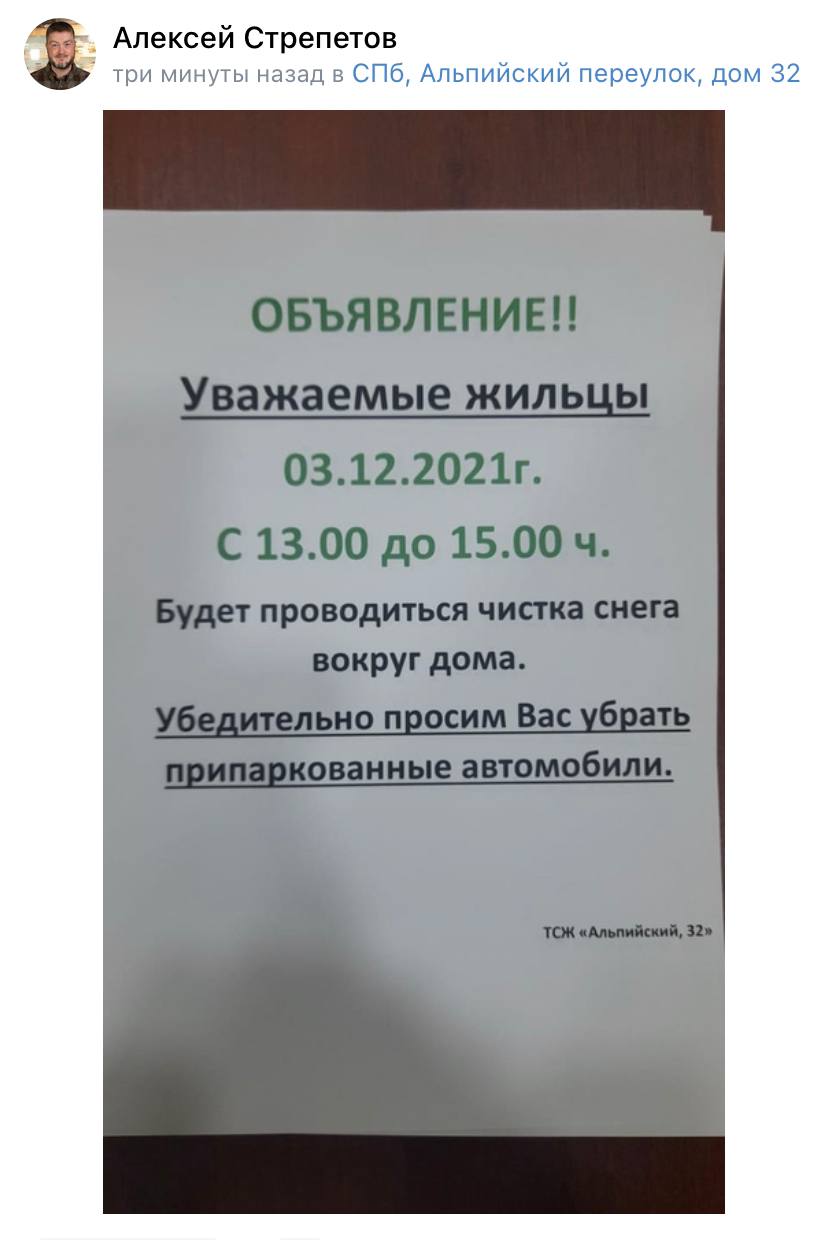 Алексей Стрепетов
три минуты назад в СПб, Альпийский переулок, дом 32
ОБЪЯВЛЕНИЕ!!
Уважаемые жильцы
03.12.2021г.
С 13.00 до 15.00 ч.
Будет проводиться чистка снега
вокруг дома.
Убедительно просим Вас убрать
припаркованные автомобили.
ТСЖ «Альпийский, 32»